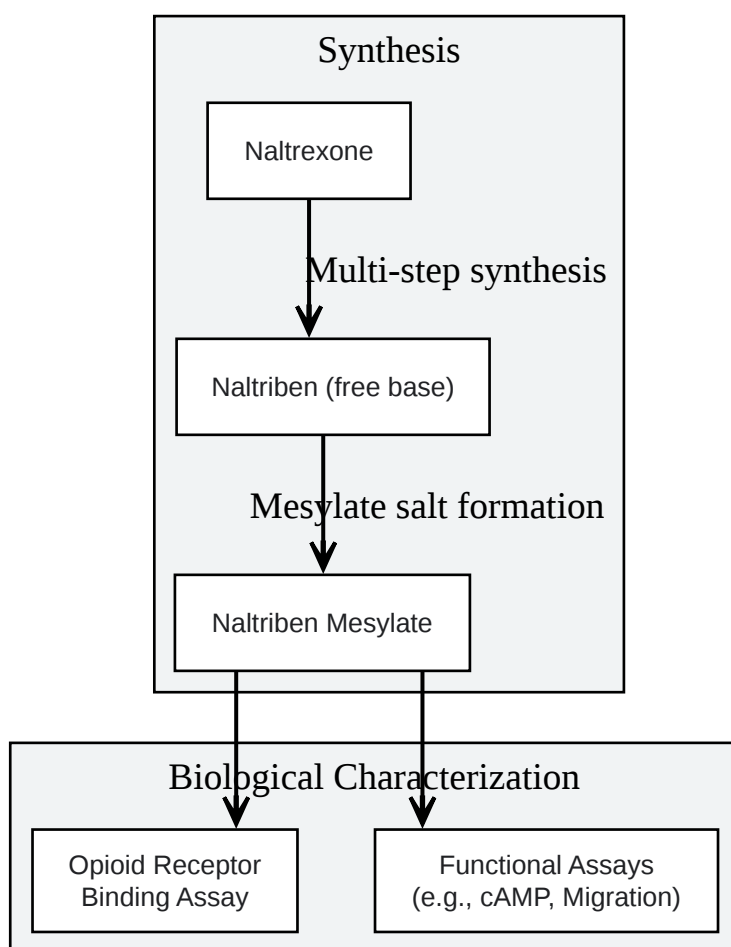 Synthesis
Naltrexone
Multi-step synthesis
Naltriben (free base)
Mesylate salt formation
Naltriben Mesylate
Biological Characterization
Opioid Receptor
Binding Assay
Functional Assays
(e.g., cAMP, Migration)